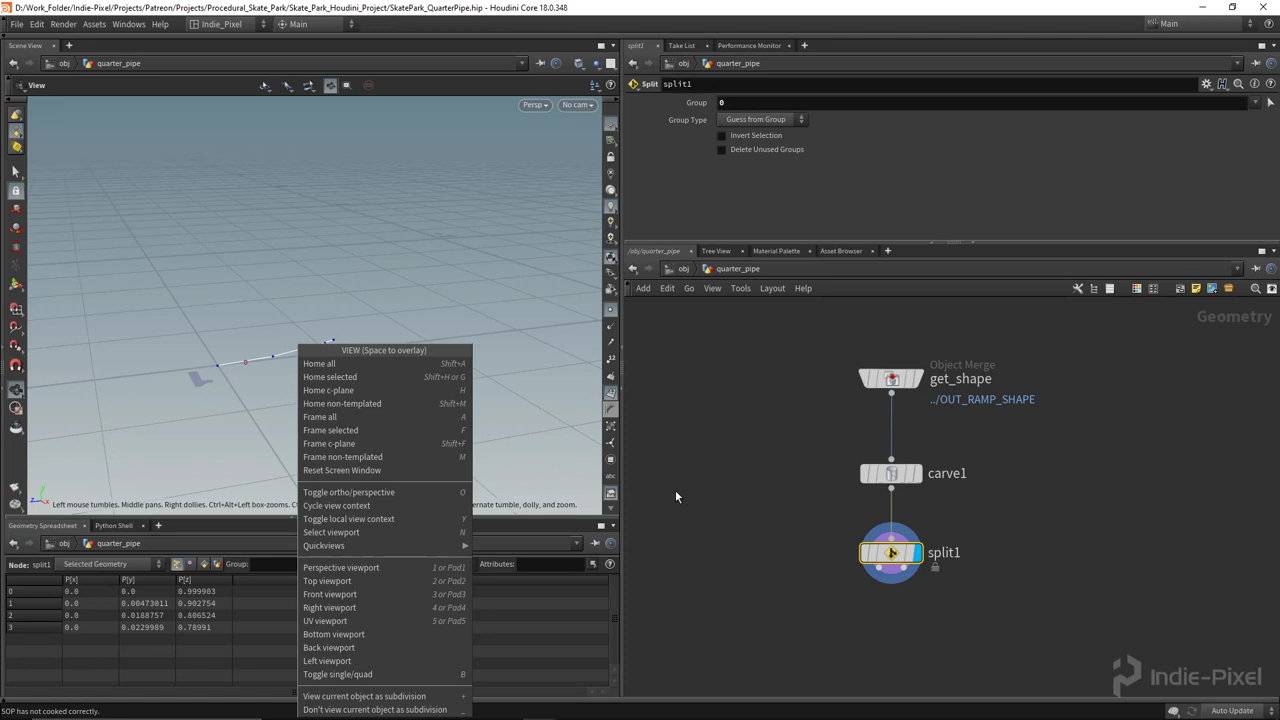 D:/Work_Folder/Indie-Pixel/Projects/Patreon/Projects/Procedural_Skate_Park/Skate_Park_Houdini_Project/SkatePark_QuarterPipe.hip - Houdini Core 18.0.348
File Edit Render Assets Windows Help Indie_Pixel Main Main
Scene View
obj quarter_pipe
View
Persp No cam
Left mouse tumbles. Middle pans. Right dollies. Ctrl+Alt+Left box-zooms. Ct
ernate tumble, dolly, and zoom.
VIEW (Space to overlay)
Home all Shift+A
Home selected Shift+H or G
Home c-plane H
Home non-templated Shift+M
Frame all A
Frame selected F
Frame c-plane Shift+F
Frame non-templated M
Reset Screen Window
Toggle ortho/perspective O
Cycle view context
Toggle local view context Y
Select viewport N
Quickviews
Perspective viewport 1 or Pad1
Top viewport 2 or Pad2
Front viewport 3 or Pad3
Right viewport 4 or Pad4
UV viewport 5 or Pad5
Bottom viewport
Back viewport
Left viewport
Toggle single/quad B
View current object as subdivision +
Don't view current object as subdivision _
Geometry Spreadsheet Python Shell
obj quarter_pipe
Node: split1 Selected Geometry Group: Attributes:
P[x] P[y] P[z]
0 0.0 0.0 0.999903
1 0.0 0.00473011 0.902754
2 0.0 0.0188757 0.806524
3 0.0 0.0229989 0.78991
SOP has not cooked correctly.
split1 Take List Performance Monitor
obj quarter_pipe
Split split1
Group 0
Group Type Guess from Group
Invert Selection
Delete Unused Groups
/obj/quarter_pipe Tree View Material Palette Asset Browser
obj quarter_pipe
Add Edit Go View Tools Layout Help
Geometry
Object Merge
get_shape
../OUT_RAMP_SHAPE
carve1
split1
Indie-Pixel
Auto Update